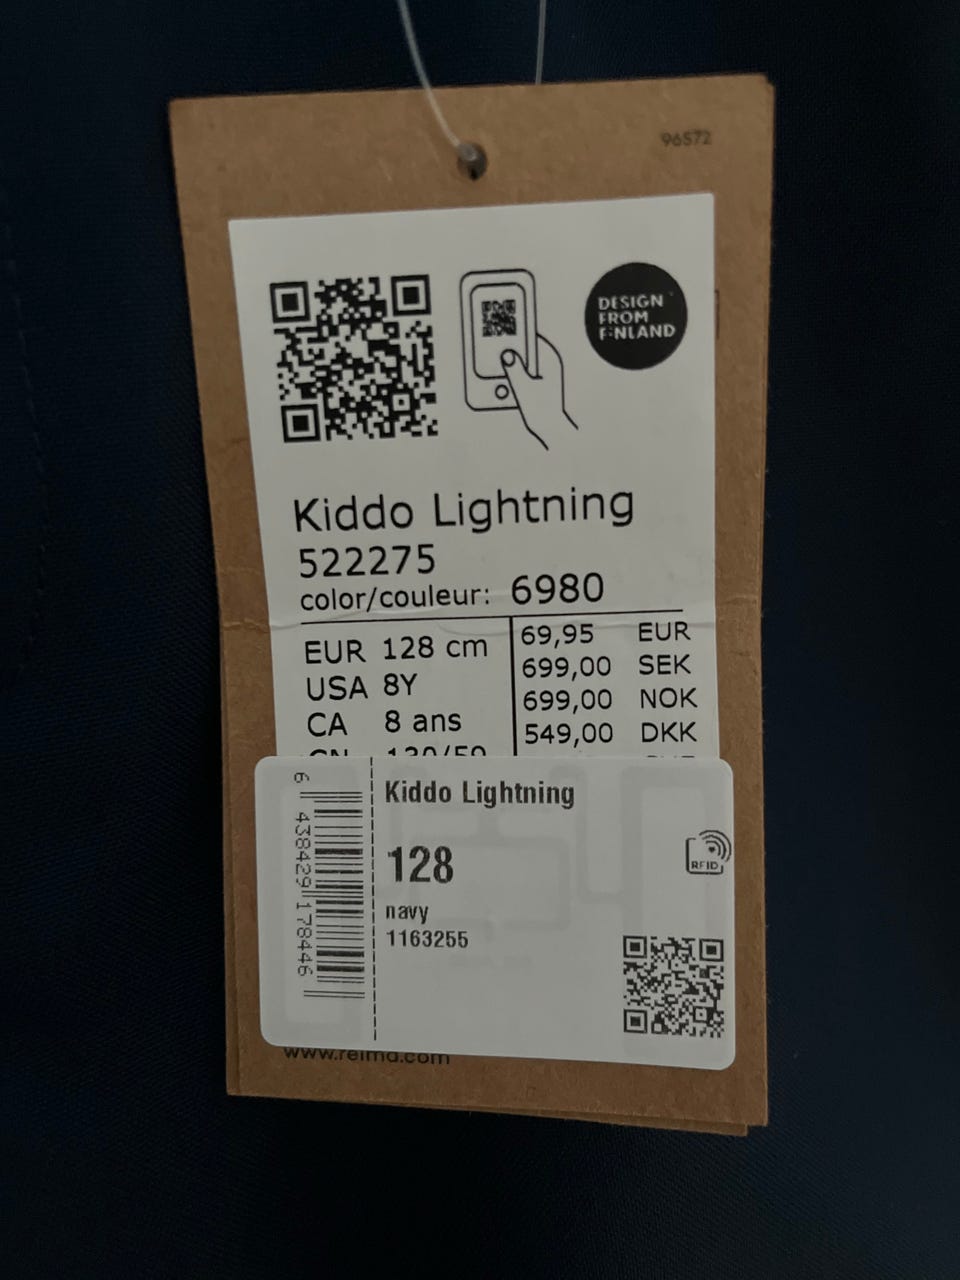 96572
DESIGN
FROM
FINLAND
Kiddo Lightning
522275
color/couleur: 6980
EUR 128 cm
USA 8Y
CA 8 ans
69,95 EUR
699,00 SEK
699,00 NOK
549,00 DKK
6 438429 178446
Kiddo Lightning
128
navy
1163255
RFID
www.reima.com